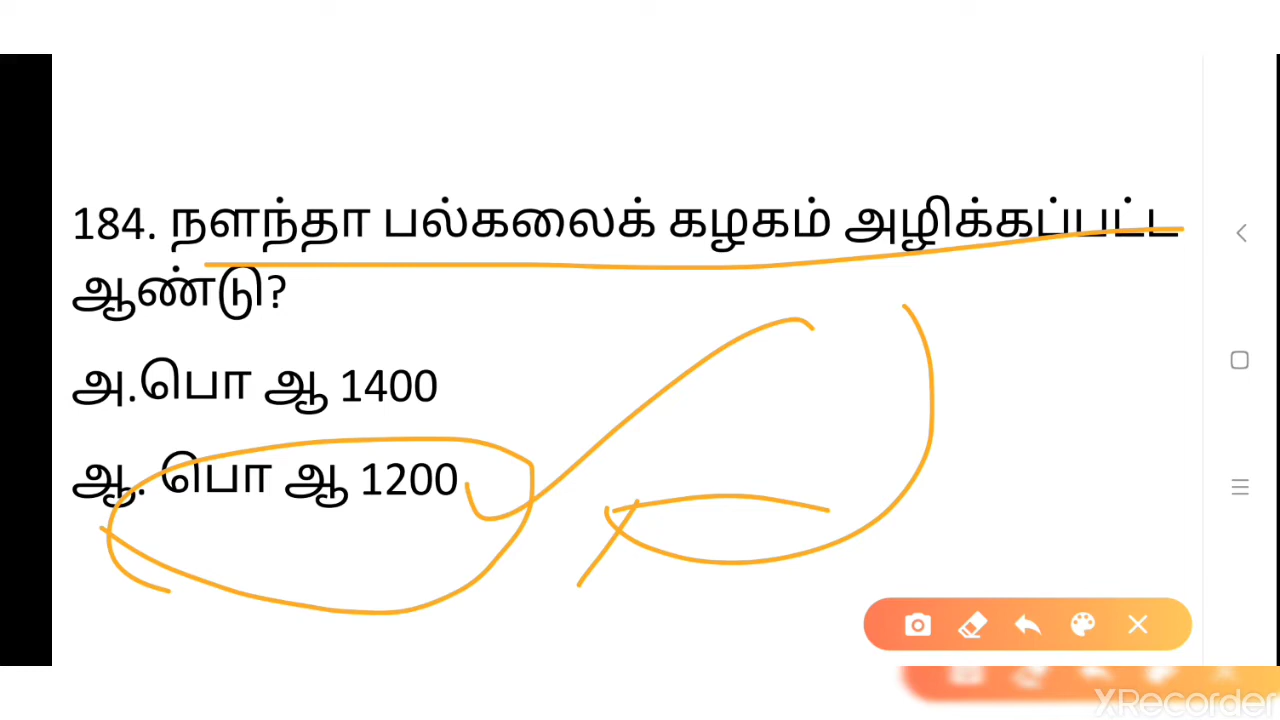 184. நளந்தா பல்கலைக் கழகம் அழிக்கப்பட்ட
ஆண்டு?
அ.பொ ஆ 1400
ஆ. பொ ஆ 1200
XRecorder